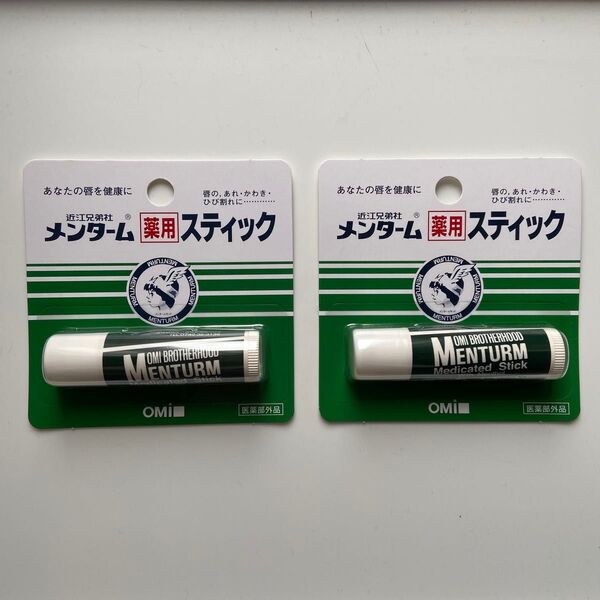 あなたの唇を健康に
唇の、あれ・かわき・
ひび割れに…………
近江兄弟社
メンターム® 薬用 スティック
MENTURM
MENTURM
MENTURM
OMI BROTHERHOOD
MENTURM
Medicated Stick
OMi
医薬部外品
あなたの唇を健康に
唇の、あれ・かわき・
ひび割れに…………
近江兄弟社
メンターム® 薬用 スティック
MENTURM
MENTURM
MENTURM
OMI BROTHERHOOD
MENTURM
Medicated Stick
OMi
医薬部外品